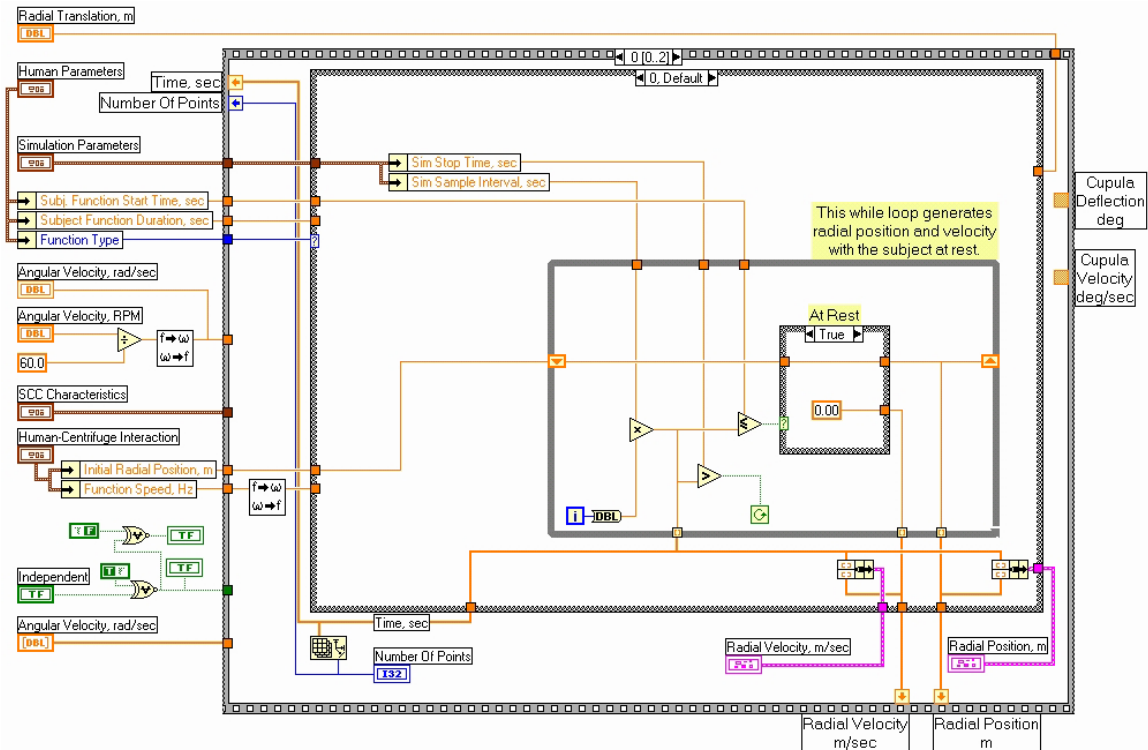 Radial Translation, m
DBL
0 [0..2]
Human Parameters
0, Default
Time, sec
Number Of Points
Simulation Parameters
Sim Stop Time, sec
Sim Sample Interval, sec
Subj. Function Start Time, sec
Subject Function Duration, sec
Function Type
?
Cupula
Deflection
deg
This while loop generates
radial position and velocity
with the subject at rest.
Cupula
Velocity
deg/sec
Angular Velocity, rad/sec
DBL
Angular Velocity, RPM
DBL
÷
60.0
f→ω
ω→f
At Rest
True
0.00
x
≤
?
>
SCC Characteristics
Human-Centrifuge Interaction
Initial Radial Position, m
Function Speed, Hz
f→ω
ω→f
i
DBL
F
V
TF
Independent
TF
T
V
TF
Angular Velocity, rad/sec
[DBL]
Time, sec
Number Of Points
I32
Radial Velocity, m/sec
Radial Position, m
Radial Velocity
m/sec
Radial Position
m